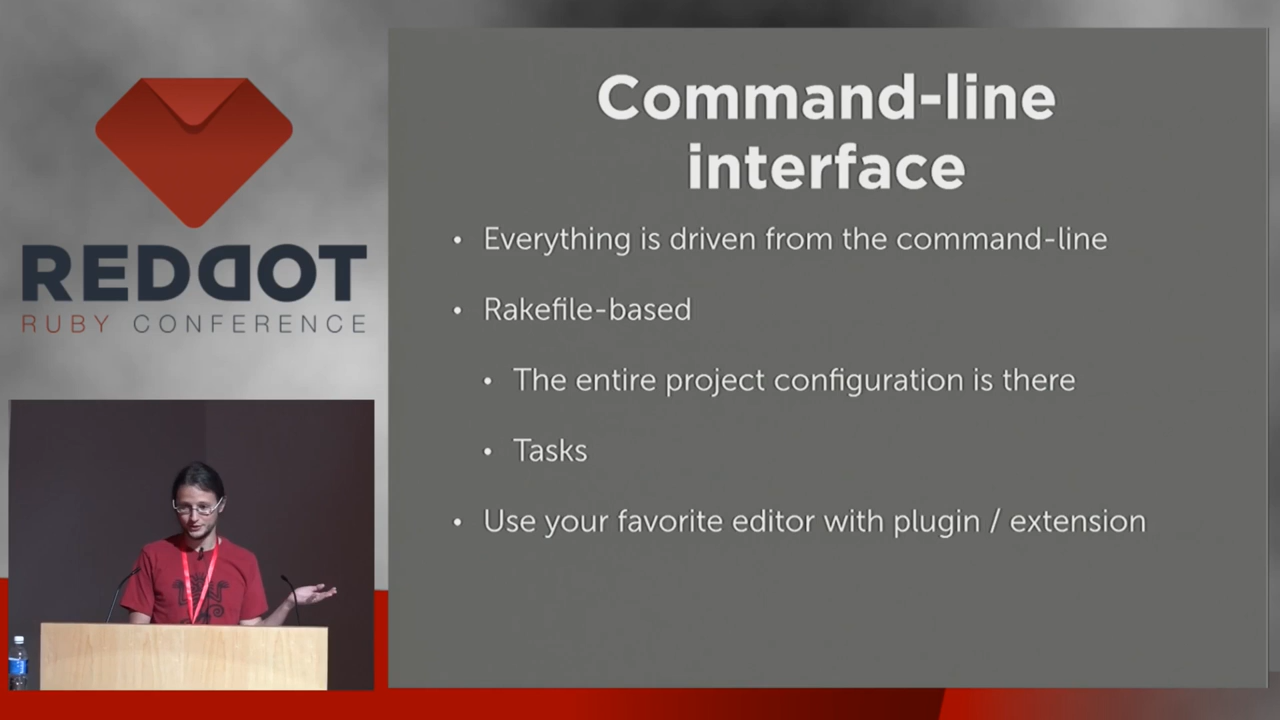 REDDOT
RUBY CONFERENCE
Command-line
interface
• Everything is driven from the command-line
• Rakefile-based
• The entire project configuration is there
• Tasks
• Use your favorite editor with plugin / extension